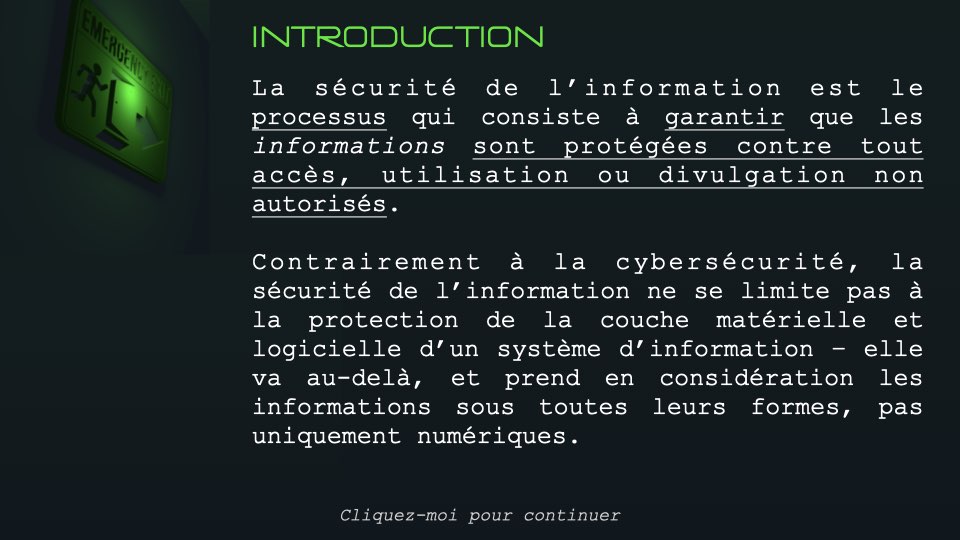 EMERGENCY EXIT
INTRODUCTION
La sécurité de l’information est le
processus qui consiste à garantir que les
informations sont protégées contre tout
accès, utilisation ou divulgation non
autorisés.
Contrairement à la cybersécurité, la
sécurité de l’information ne se limite pas à
la protection de la couche matérielle et
logicielle d’un système d’information – elle
va au-delà, et prend en considération les
informations sous toutes leurs formes, pas
uniquement numériques.
Cliquez-moi pour continuer